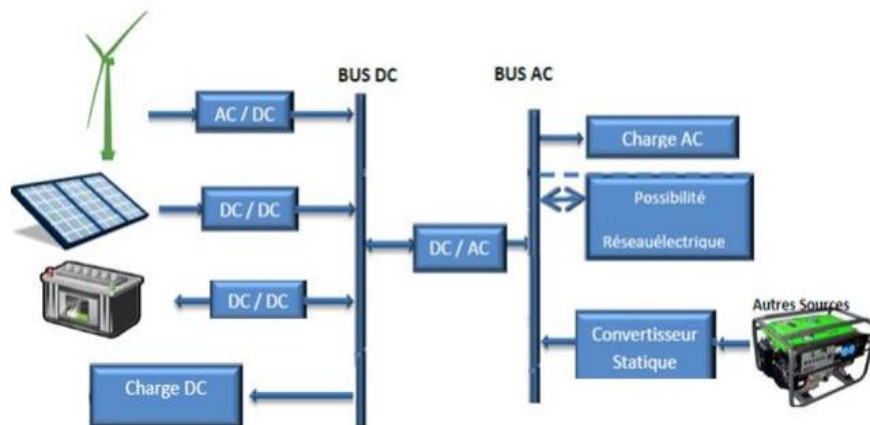 BUS DC
BUS AC
AC / DC
Charge AC
DC / DC
Possibilité
Réseauélectrique
DC / AC
DC / DC
Autres Sources
Convertisseur
Statique
Charge DC